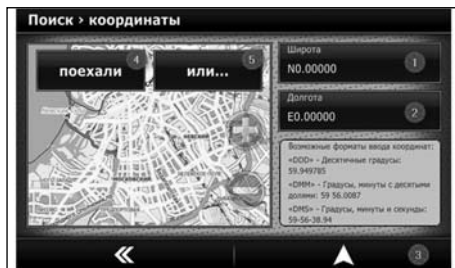 Поиск › координаты
поехали 4
или... 5
Широта
N0.00000 1
Долгота
E0.00000 2
НЕВСКИЙ
МОСКОВСКИЙ
Возможные форматы ввода координат:
«DDD» - Десятичные градусы:
59.949785
«DMM» - Градусы, минуты с десятыми
долями: 59 56.0087
«DMS» - Градусы, минуты и секунды:
59-56-38.94
3